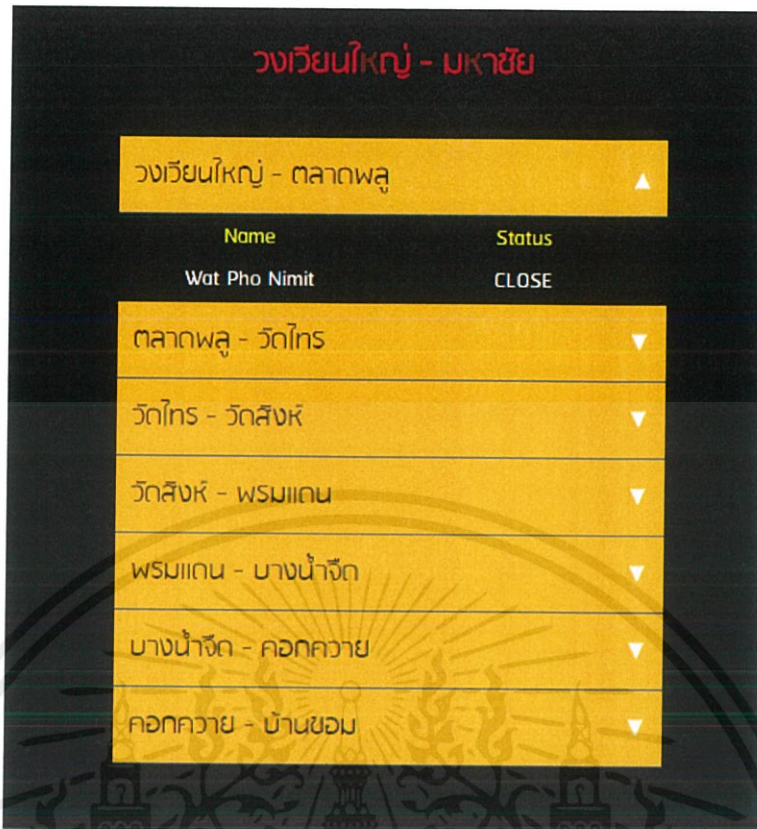 วงเวียนใหญ่ - มหาชัย
วงเวียนใหญ่ - ตลาดพลู ▲
Name Status
Wat Pho Nimit CLOSE
ตลาดพลู - วัดไทร ▼
วัดไทร - วัดสิงห์ ▼
วัดสิงห์ - พรมแดน ▼
พรมแดน - บางน้ำจืด ▼
บางน้ำจืด - คอกควาย ▼
คอกควาย - บ้านขอม ▼